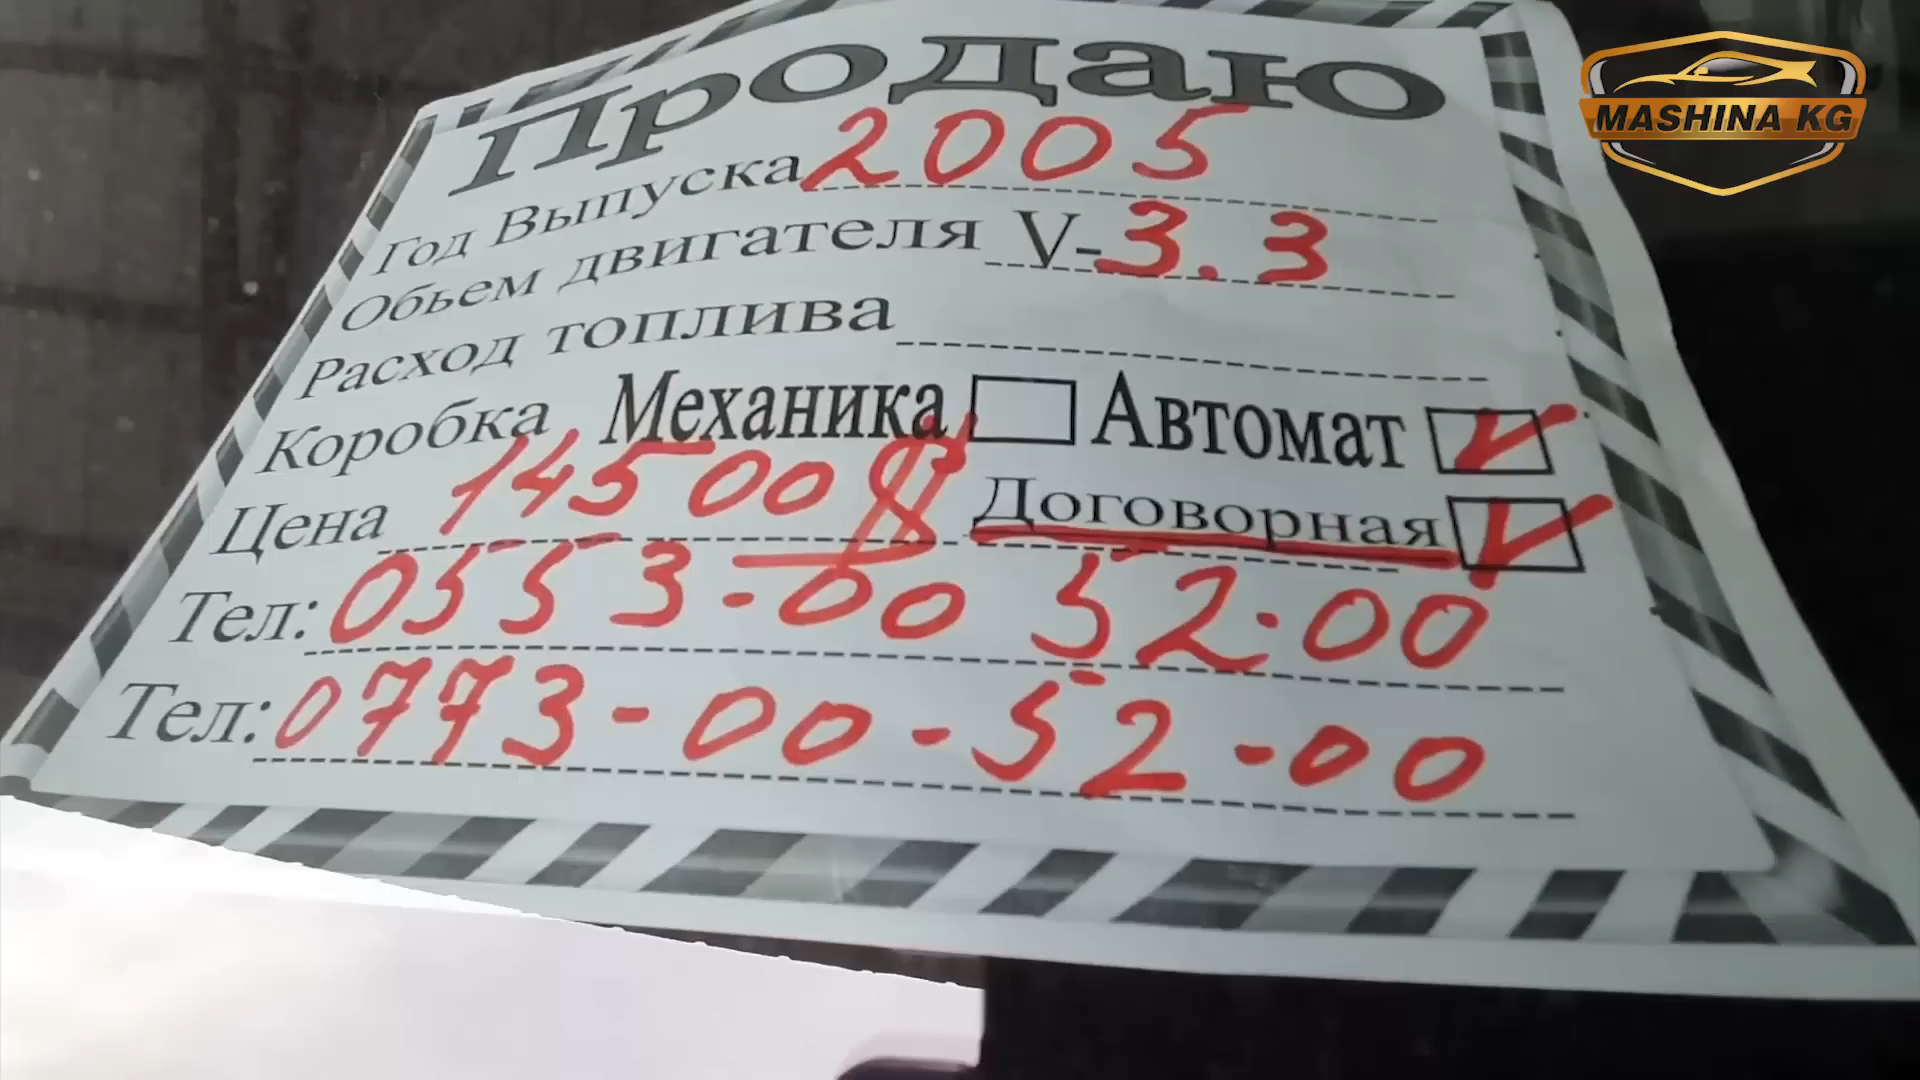 Продаю
MASHINA KG
Год Выпуска 2005
Обьем двигателя V-3.3
Расход топлива
Коробка Механика Автомат
Цена 14500$ Договорная
Тел: 0553-00 52-00
Тел: 0773-00-52-00